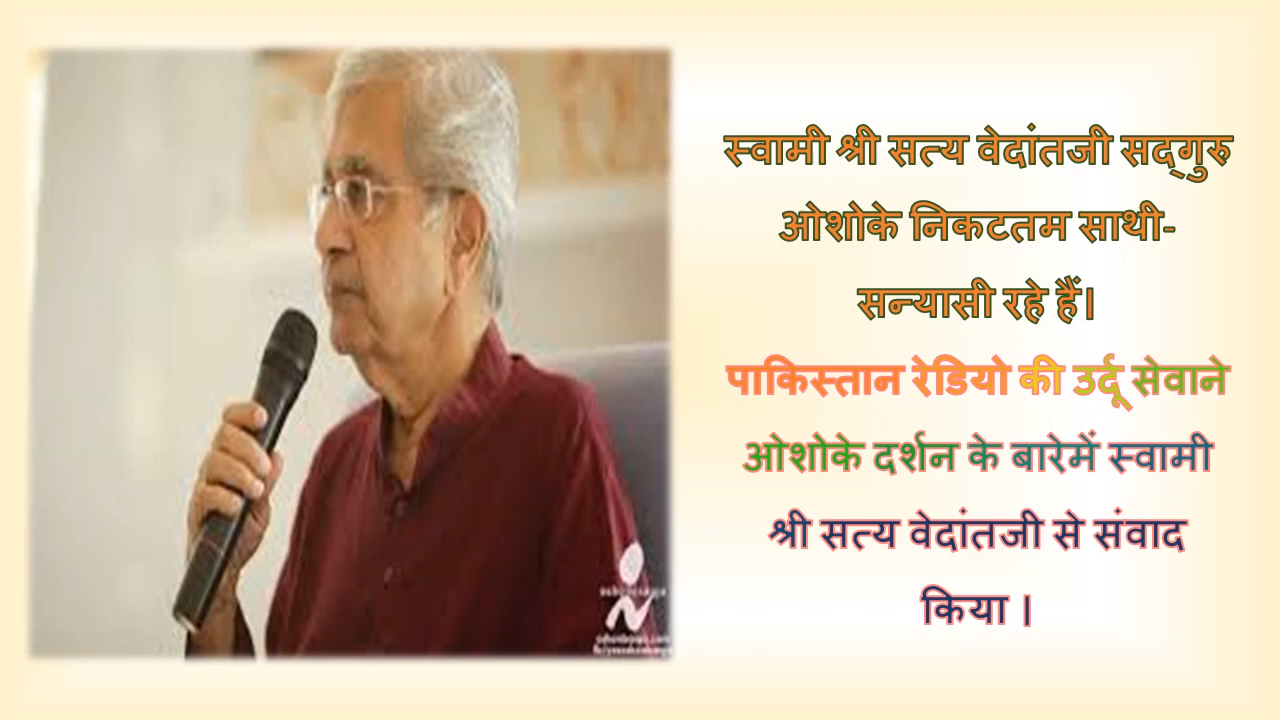 स्वामी श्री सत्य वेदांतजी सद्‌गुरु
ओशोके निकटतम साथी-
सन्यासी रहे हैं।
पाकिस्तान रेडियो की उर्दू सेवाने
ओशोके दर्शन के बारेमें स्वामी
श्री सत्य वेदांतजी से संवाद
किया ।